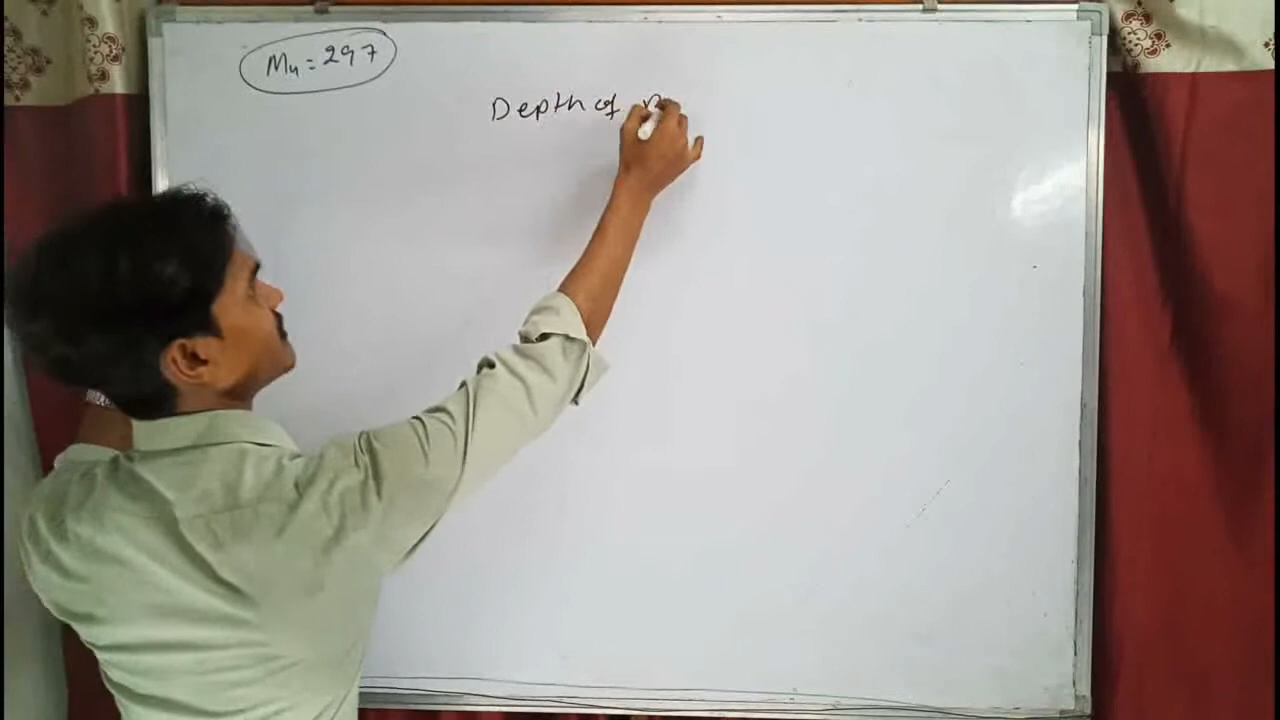 Mu = 297
Depth of n